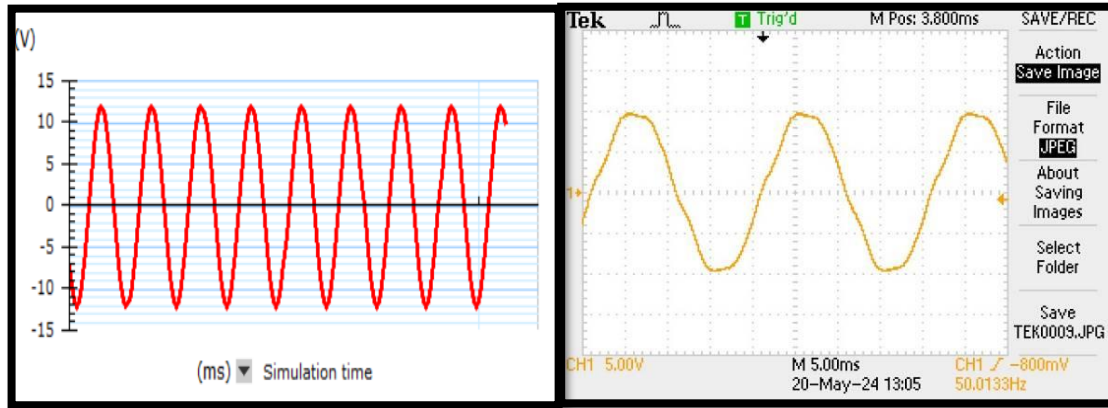 (V)
15
10
5
0
-5
-10
-15
(ms) Simulation time
Tek Trig'd M Pos: 3.800ms SAVE/REC
Action
Save Image
File
Format
JPEG
About
Saving
Images
Select
Folder
Save
TEK0009.JPG
1
CH1 5.00V M 5.00ms CH1 -800mV
20-May-24 13:05 50.0133Hz